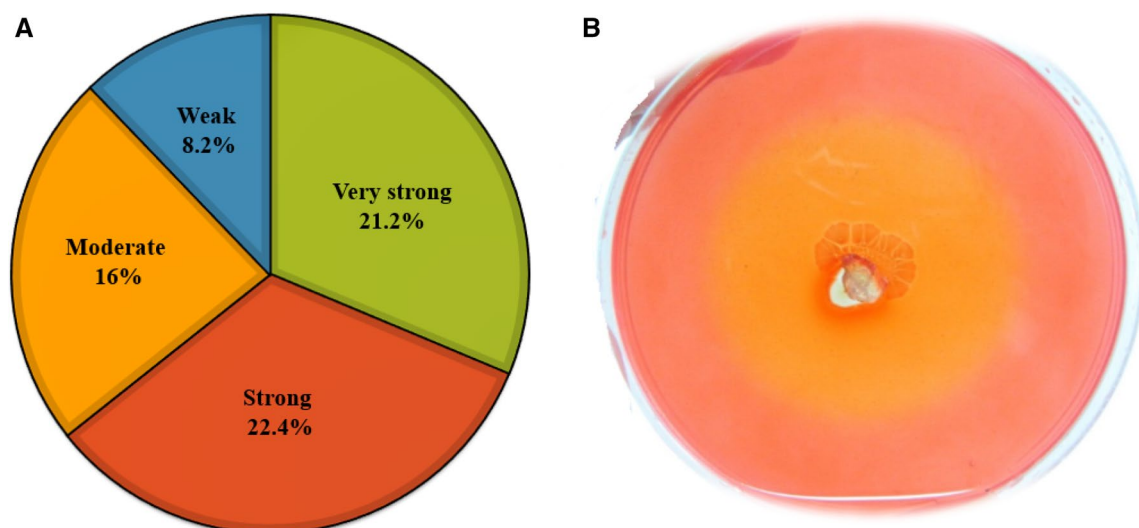 A
B
Weak
8.2%
Very strong
21.2%
Moderate
16%
Strong
22.4%